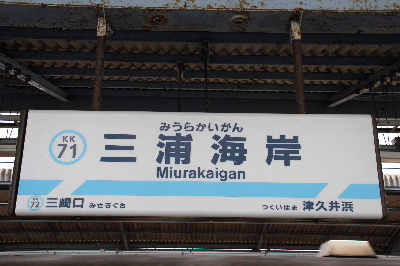 KK
71
みうらかいがん
三浦海岸
Miurakaigan
KK
72
三崎口 みさきぐち
つくいはま 津久井浜